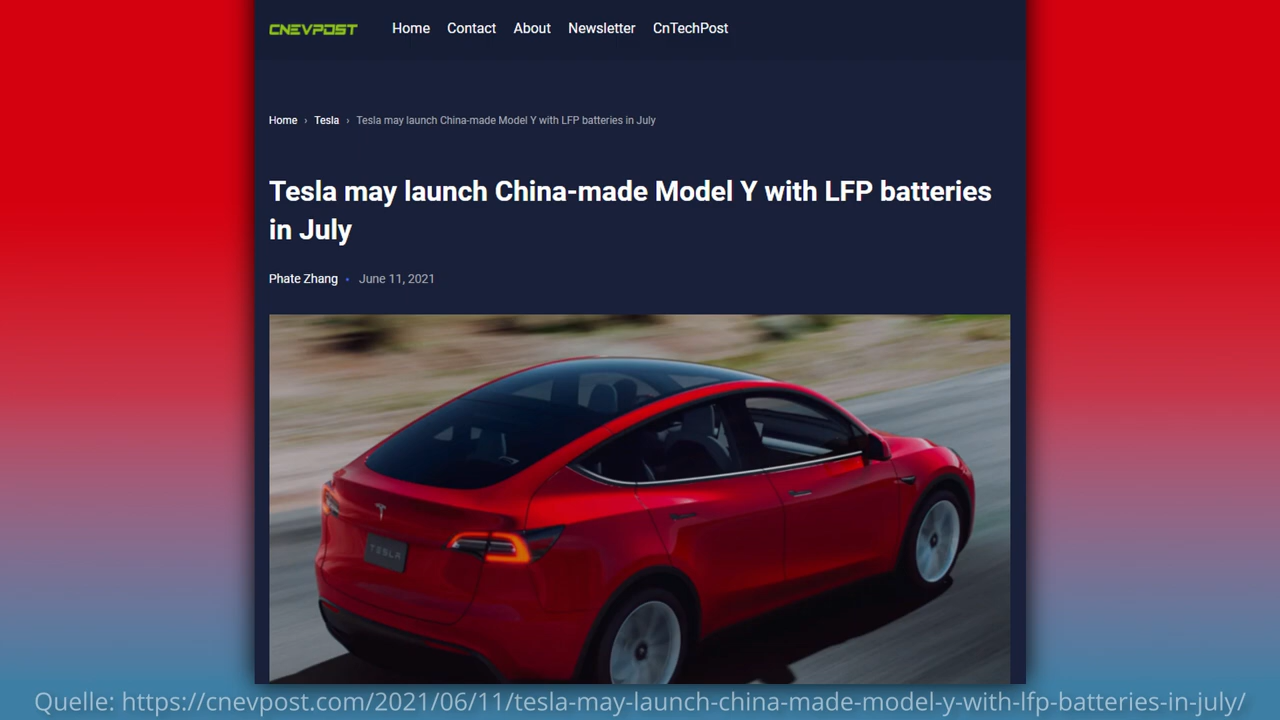 CNEVPOST Home Contact About Newsletter CnTechPost
Home › Tesla › Tesla may launch China-made Model Y with LFP batteries in July
Tesla may launch China-made Model Y with LFP batteries
in July
Phate Zhang • June 11, 2021
TESLA
Quelle: https://cnevpost.com/2021/06/11/tesla-may-launch-china-made-model-y-with-lfp-batteries-in-july/